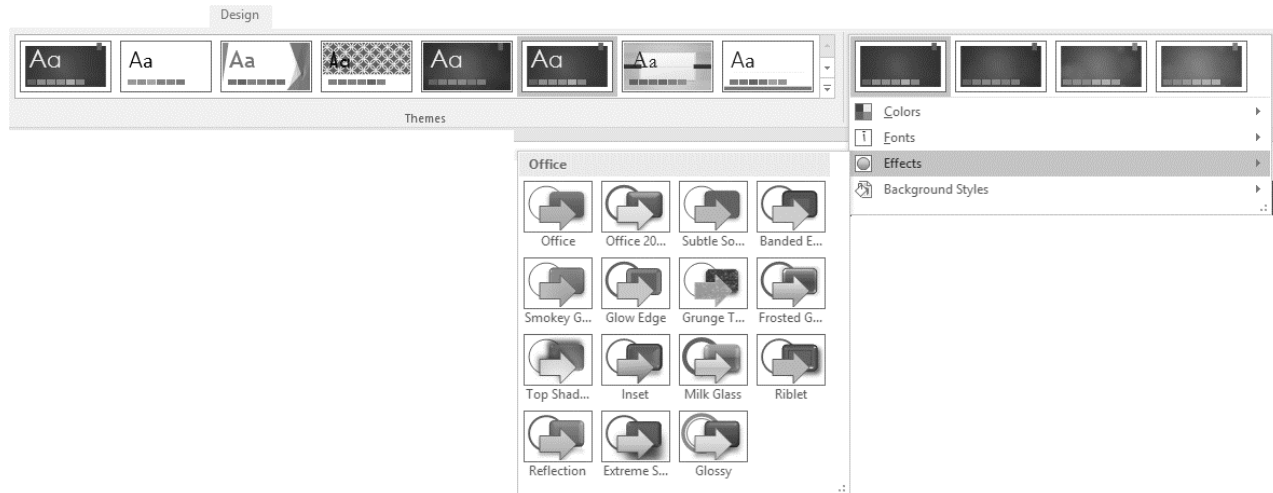 Design
Aa Aa Aa Aa Aa Aa Aa Aa
Themes
Colors
Fonts
Effects
Background Styles
Office
Office Office 20... Subtle So... Banded E...
Smokey G... Glow Edge Grunge T... Frosted G...
Top Shad... Inset Milk Glass Riblet
Reflection Extreme S... Glossy